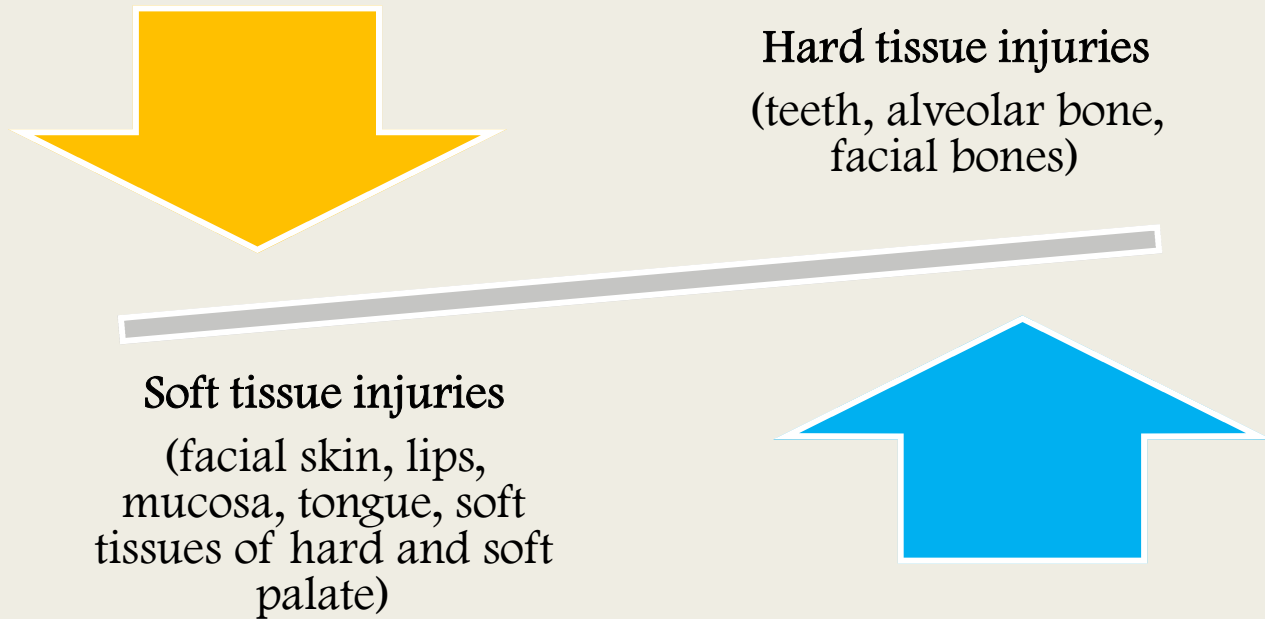 Hard tissue injuries
(teeth, alveolar bone,
facial bones)
Soft tissue injuries
(facial skin, lips,
mucosa, tongue, soft
tissues of hard and soft
palate)